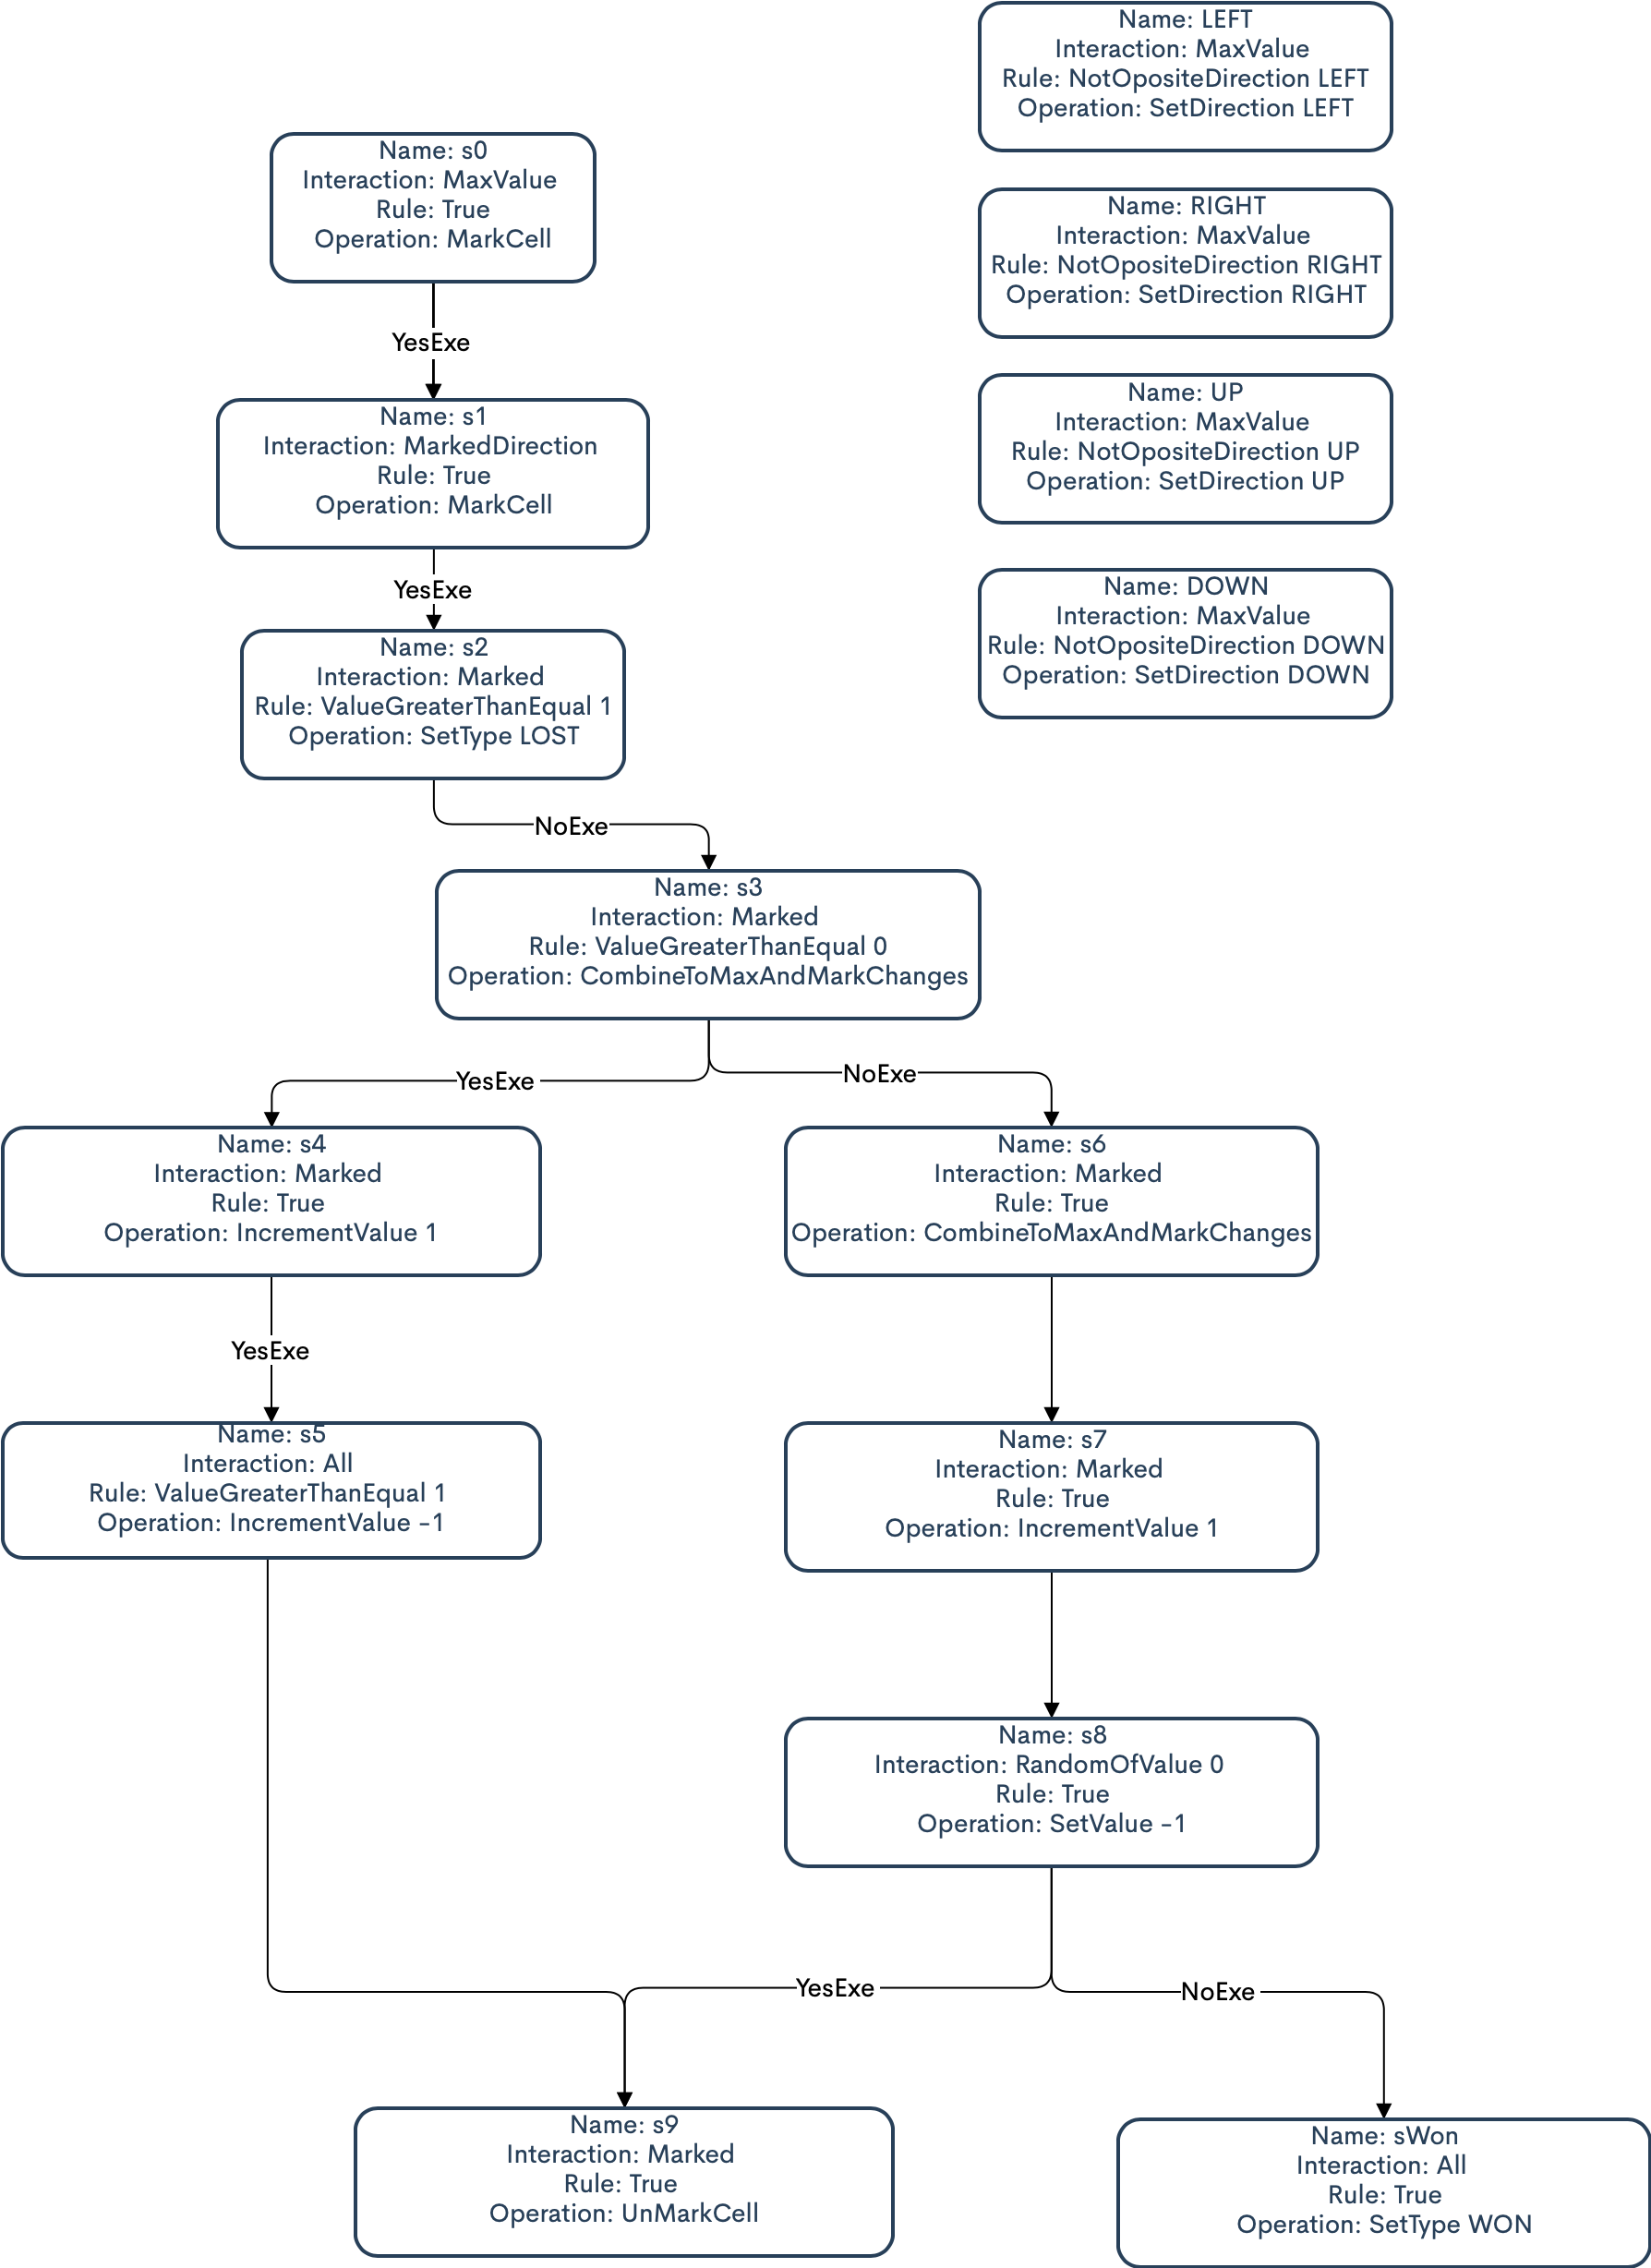 Name: LEFT
Interaction: MaxValue
Rule: NotOpositeDirection LEFT
Operation: SetDirection LEFT
Name: s0
Interaction: MaxValue
Rule: True
Operation: MarkCell
Name: RIGHT
Interaction: MaxValue
Rule: NotOpositeDirection RIGHT
Operation: SetDirection RIGHT
YesExe
Name: UP
Interaction: MaxValue
Rule: NotOpositeDirection UP
Operation: SetDirection UP
Name: s1
Interaction: MarkedDirection
Rule: True
Operation: MarkCell
YesExe
Name: DOWN
Interaction: MaxValue
Rule: NotOpositeDirection DOWN
Operation: SetDirection DOWN
Name: s2
Interaction: Marked
Rule: ValueGreaterThanEqual 1
Operation: SetType LOST
NoExe
Name: s3
Interaction: Marked
Rule: ValueGreaterThanEqual 0
Operation: CombineToMaxAndMarkChanges
YesExe
NoExe
Name: s4
Interaction: Marked
Rule: True
Operation: IncrementValue 1
Name: s6
Interaction: Marked
Rule: True
Operation: CombineToMaxAndMarkChanges
YesExe
Name: s5
Interaction: All
Rule: ValueGreaterThanEqual 1
Operation: IncrementValue -1
Name: s7
Interaction: Marked
Rule: True
Operation: IncrementValue 1
Name: s8
Interaction: RandomOfValue 0
Rule: True
Operation: SetValue -1
YesExe
NoExe
Name: s9
Interaction: Marked
Rule: True
Operation: UnMarkCell
Name: sWon
Interaction: All
Rule: True
Operation: SetType WON